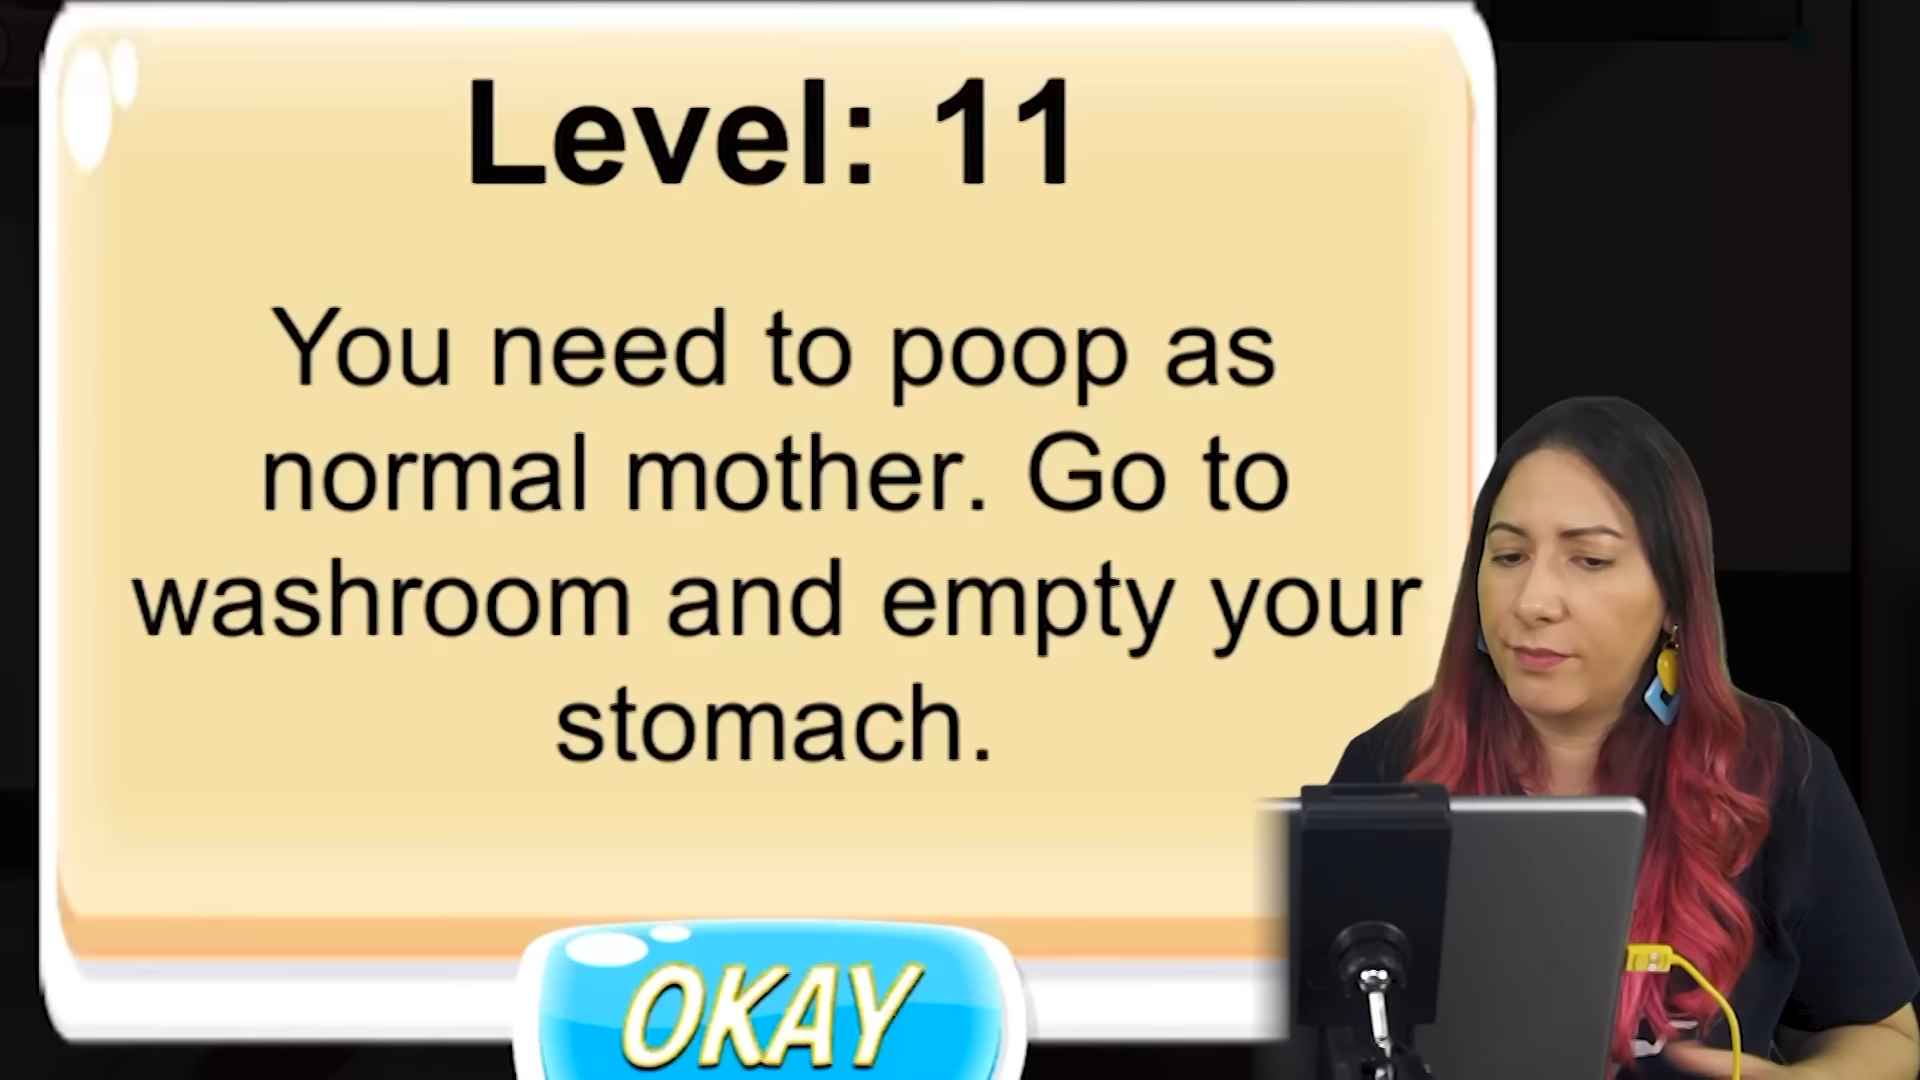 Level: 11
You need to poop as
normal mother. Go to
washroom and empty your
stomach.
OKAY